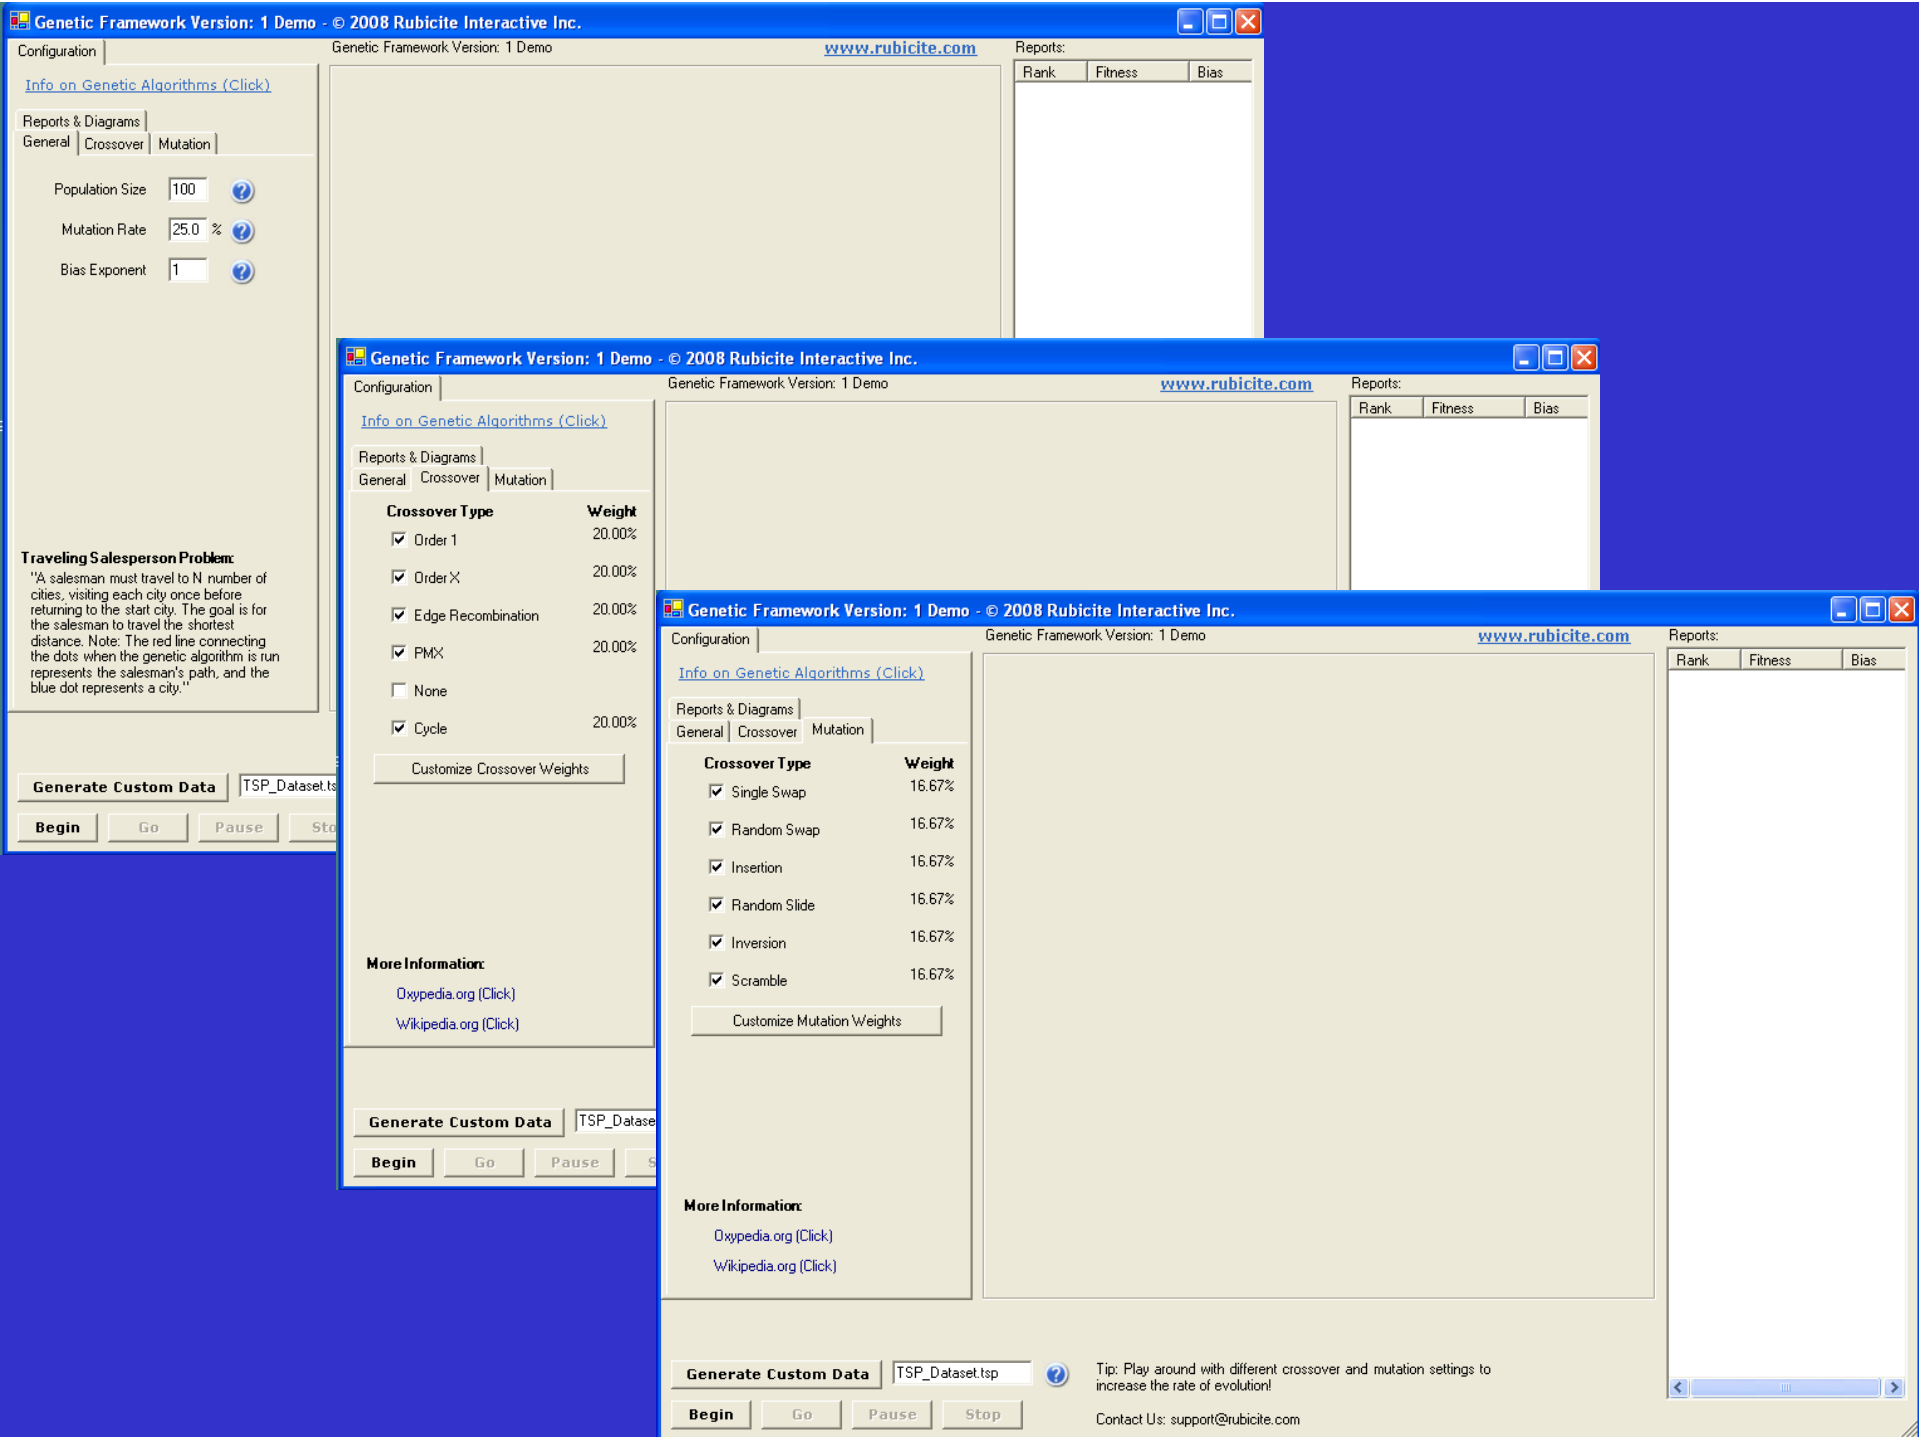 Genetic Framework Version: 1 Demo - © 2008 Rubicite Interactive Inc.
Configuration
Genetic Framework Version: 1 Demo
www.rubicite.com
Reports:
Info on Genetic Algorithms (Click)
Rank Fitness Bias
Reports & Diagrams
General Crossover Mutation
Population Size 100
Mutation Rate 25.0 %
Bias Exponent 1
Traveling Salesperson Problem:
"A salesman must travel to N number of
cities, visiting each city once before
returning to the start city. The goal is for
the salesman to travel the shortest
distance. Note: The red line connecting
the dots when the genetic algorithm is run
represents the salesman's path, and the
blue dot represents a city."
Generate Custom Data TSP_Dataset.ts
Begin Go Pause Sto
Genetic Framework Version: 1 Demo - © 2008 Rubicite Interactive Inc.
Configuration
Genetic Framework Version: 1 Demo
www.rubicite.com
Reports:
Info on Genetic Algorithms (Click)
Rank Fitness Bias
Reports & Diagrams
General Crossover Mutation
Crossover Type Weight
Order 1 20.00%
Order X 20.00%
Edge Recombination 20.00%
PMX 20.00%
None
Cycle 20.00%
Customize Crossover Weights
More Information:
Oxypedia.org (Click)
Wikipedia.org (Click)
Generate Custom Data TSP_Datase
Begin Go Pause S
Genetic Framework Version: 1 Demo - © 2008 Rubicite Interactive Inc.
Configuration
Genetic Framework Version: 1 Demo
www.rubicite.com
Reports:
Info on Genetic Algorithms (Click)
Rank Fitness Bias
Reports & Diagrams
General Crossover Mutation
Crossover Type Weight
Single Swap 16.67%
Random Swap 16.67%
Insertion 16.67%
Random Slide 16.67%
Inversion 16.67%
Scramble 16.67%
Customize Mutation Weights
More Information:
Oxypedia.org (Click)
Wikipedia.org (Click)
Generate Custom Data TSP_Dataset.tsp
Tip: Play around with different crossover and mutation settings to
increase the rate of evolution!
Begin Go Pause Stop
Contact Us: support@rubicite.com